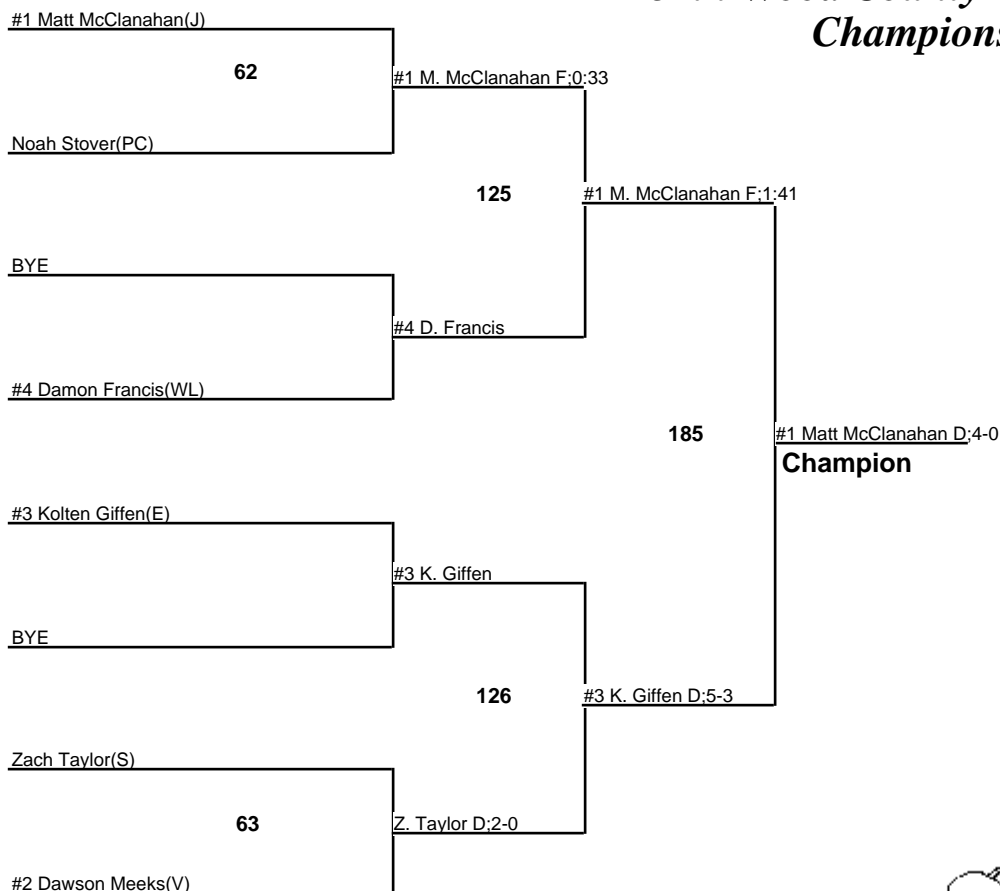 Champions
#1 Matt McClanahan(J)
62
#1 M. McClanahan F;0:33
Noah Stover(PC)
125
#1 M. McClanahan F;1:41
BYE
#4 D. Francis
#4 Damon Francis(WL)
185
#1 Matt McClanahan D;4-0
Champion
#3 Kolten Giffen(E)
#3 K. Giffen
BYE
126
#3 K. Giffen D;5-3
Zach Taylor(S)
63
Z. Taylor D;2-0
#2 Dawson Meeks(V)